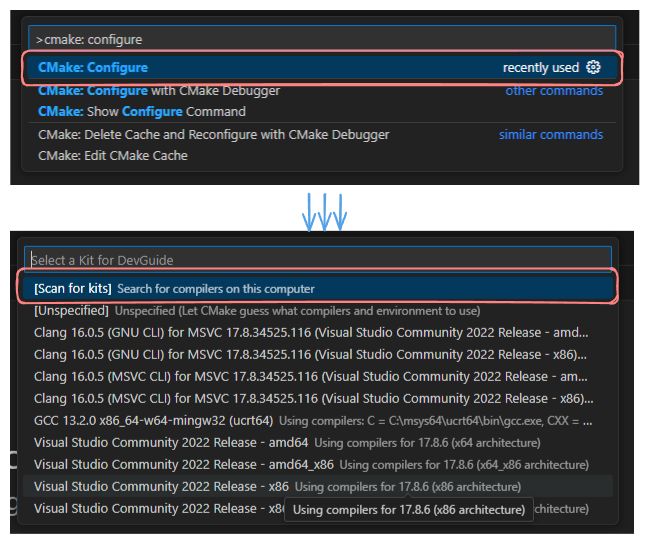 >cmake: configure
CMake: Configure recently used
CMake: Configure with CMake Debugger other commands
CMake: Show Configure Command
CMake: Delete Cache and Reconfigure with CMake Debugger similar commands
CMake: Edit CMake Cache
Select a Kit for DevGuide
[Scan for kits] Search for compilers on this computer
[Unspecified] Unspecified (Let CMake guess what compilers and environment to use)
Clang 16.0.5 (GNU CLI) for MSVC 17.8.34525.116 (Visual Studio Community 2022 Release - amd...
Clang 16.0.5 (GNU CLI) for MSVC 17.8.34525.116 (Visual Studio Community 2022 Release - x86)...
Clang 16.0.5 (MSVC CLI) for MSVC 17.8.34525.116 (Visual Studio Community 2022 Release - am...
Clang 16.0.5 (MSVC CLI) for MSVC 17.8.34525.116 (Visual Studio Community 2022 Release - x86)...
GCC 13.2.0 x86_64-w64-mingw32 (ucrt64) Using compilers: C = C:\msys64\ucrt64\bin\gcc.exe, CXX = ...
Visual Studio Community 2022 Release - amd64 Using compilers for 17.8.6 (x64 architecture)
Visual Studio Community 2022 Release - amd64_x86 Using compilers for 17.8.6 (x64_x86 architecture)
Visual Studio Community 2022 Release - x86 Using compilers for 17.8.6 (x86 architecture)
Visual Studio Community 2022 Release - x8 chitecture)
Using compilers for 17.8.6 (x86 architecture)